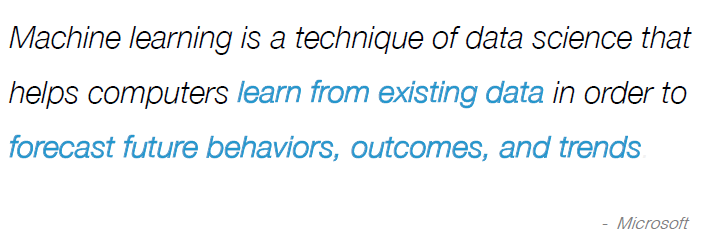 Machine learning is a technique of data science that
helps computers learn from existing data in order to
forecast future behaviors, outcomes, and trends.
- Microsoft